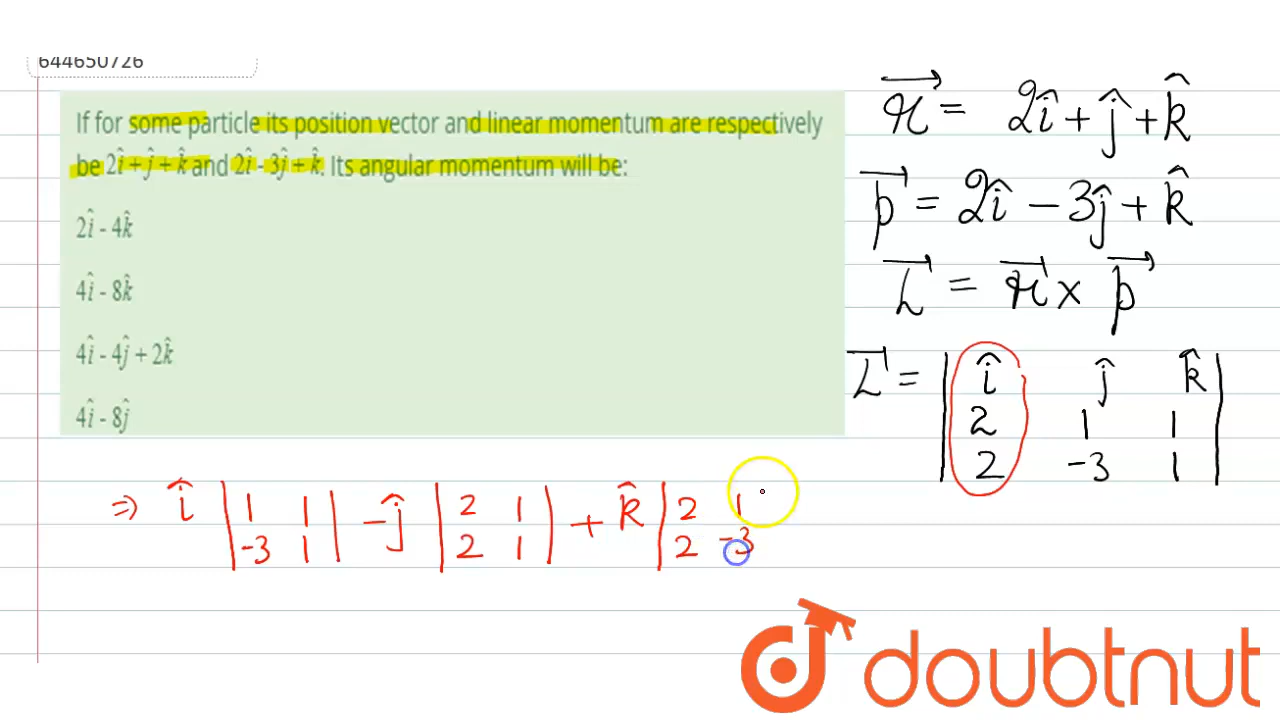 644650726
If for some particle its position vector and linear momentum are respectively
be 2î + ĵ + k̂ and 2î - 3ĵ + k̂. Its angular momentum will be:
2î - 4k̂
4î - 8k̂
4î - 4ĵ + 2k̂
4î - 8ĵ
r⃗ = 2î + ĵ + k̂
p⃗ = 2î − 3ĵ + k̂
L⃗ = r⃗ × p⃗
L⃗ = | î ĵ k̂ |
| 2 1 1 |
| 2 -3 1 |
⇒ î | 1 1 | − ĵ | 2 1 | + k̂ | 2 1
| -3 1 | | 2 1 | | 2 -3
doubtnut